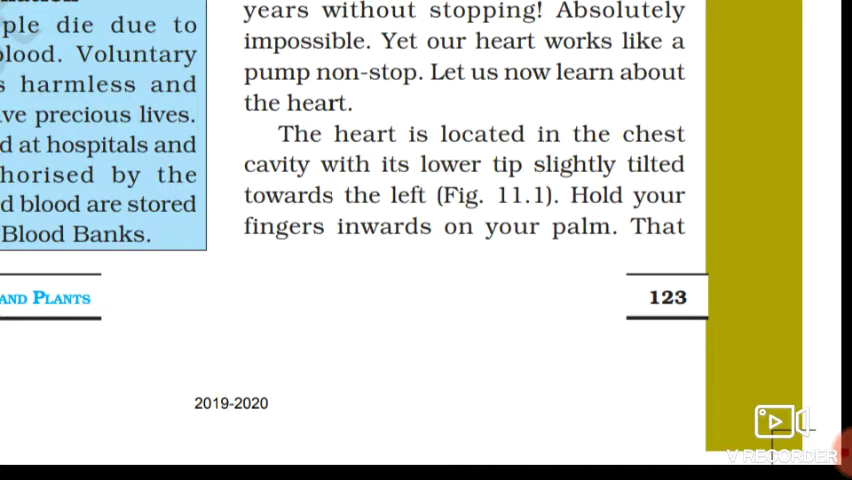 ple die due to
blood. Voluntary
s harmless and
ve precious lives.
d at hospitals and
horised by the
d blood are stored
Blood Banks.
years without stopping! Absolutely
impossible. Yet our heart works like a
pump non-stop. Let us now learn about
the heart.
The heart is located in the chest
cavity with its lower tip slightly tilted
towards the left (Fig. 11.1). Hold your
fingers inwards on your palm. That
AND PLANTS
123
2019-2020
V RECORDER